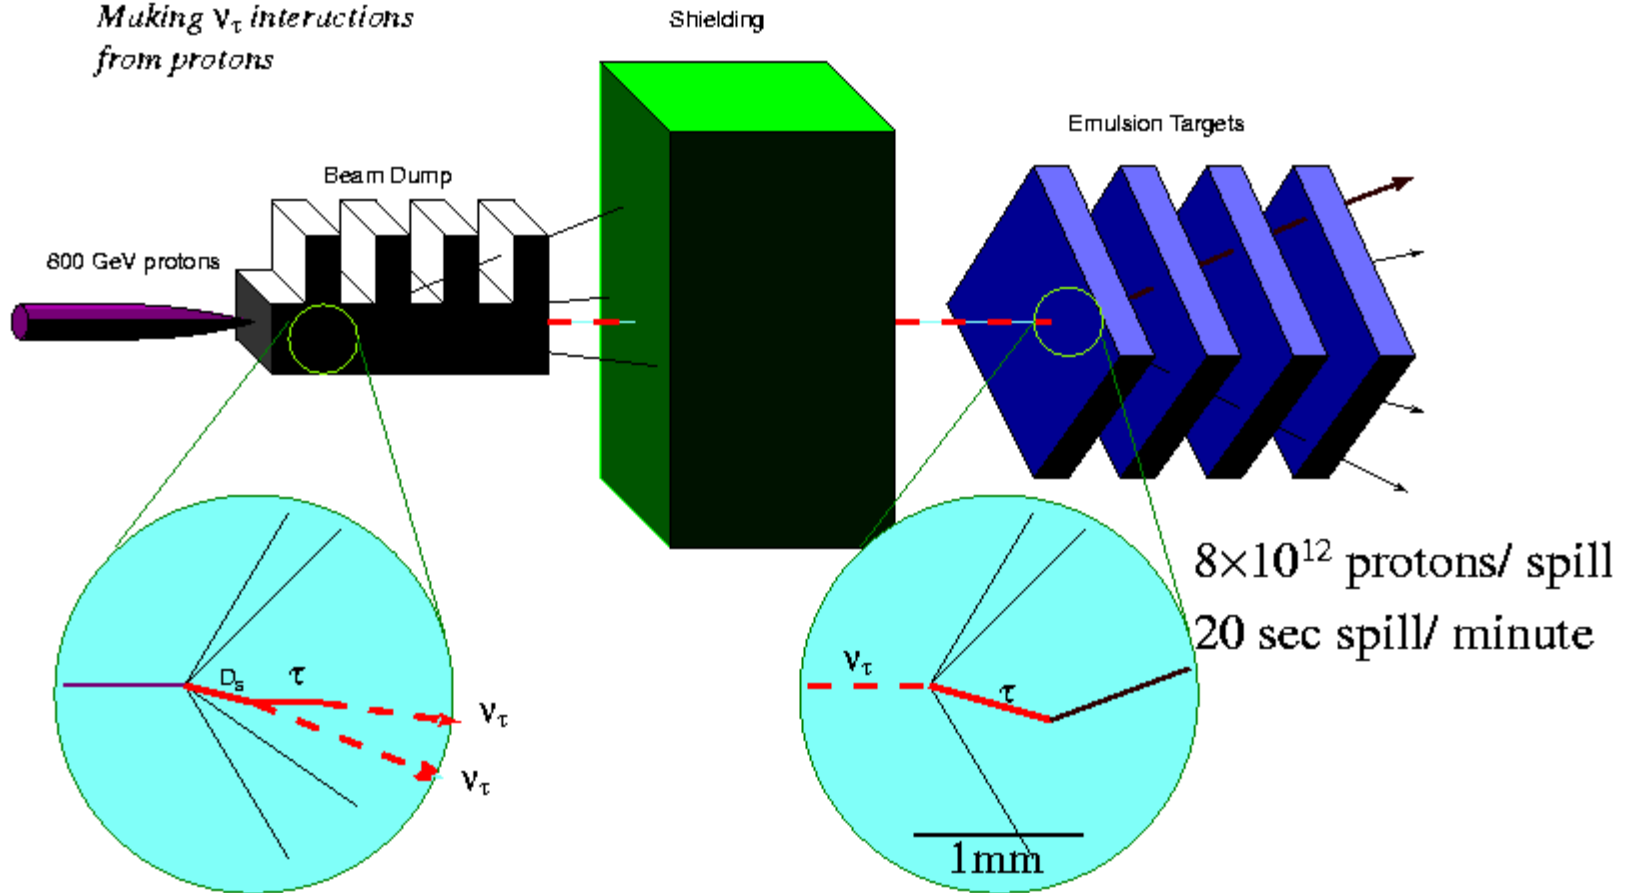 Making ντ interactions
from protons
Shielding
Emulsion Targets
Beam Dump
800 GeV protons
8×10¹² protons/ spill
20 sec spill/ minute
Ds
τ
ντ
ντ
ντ
τ
1mm